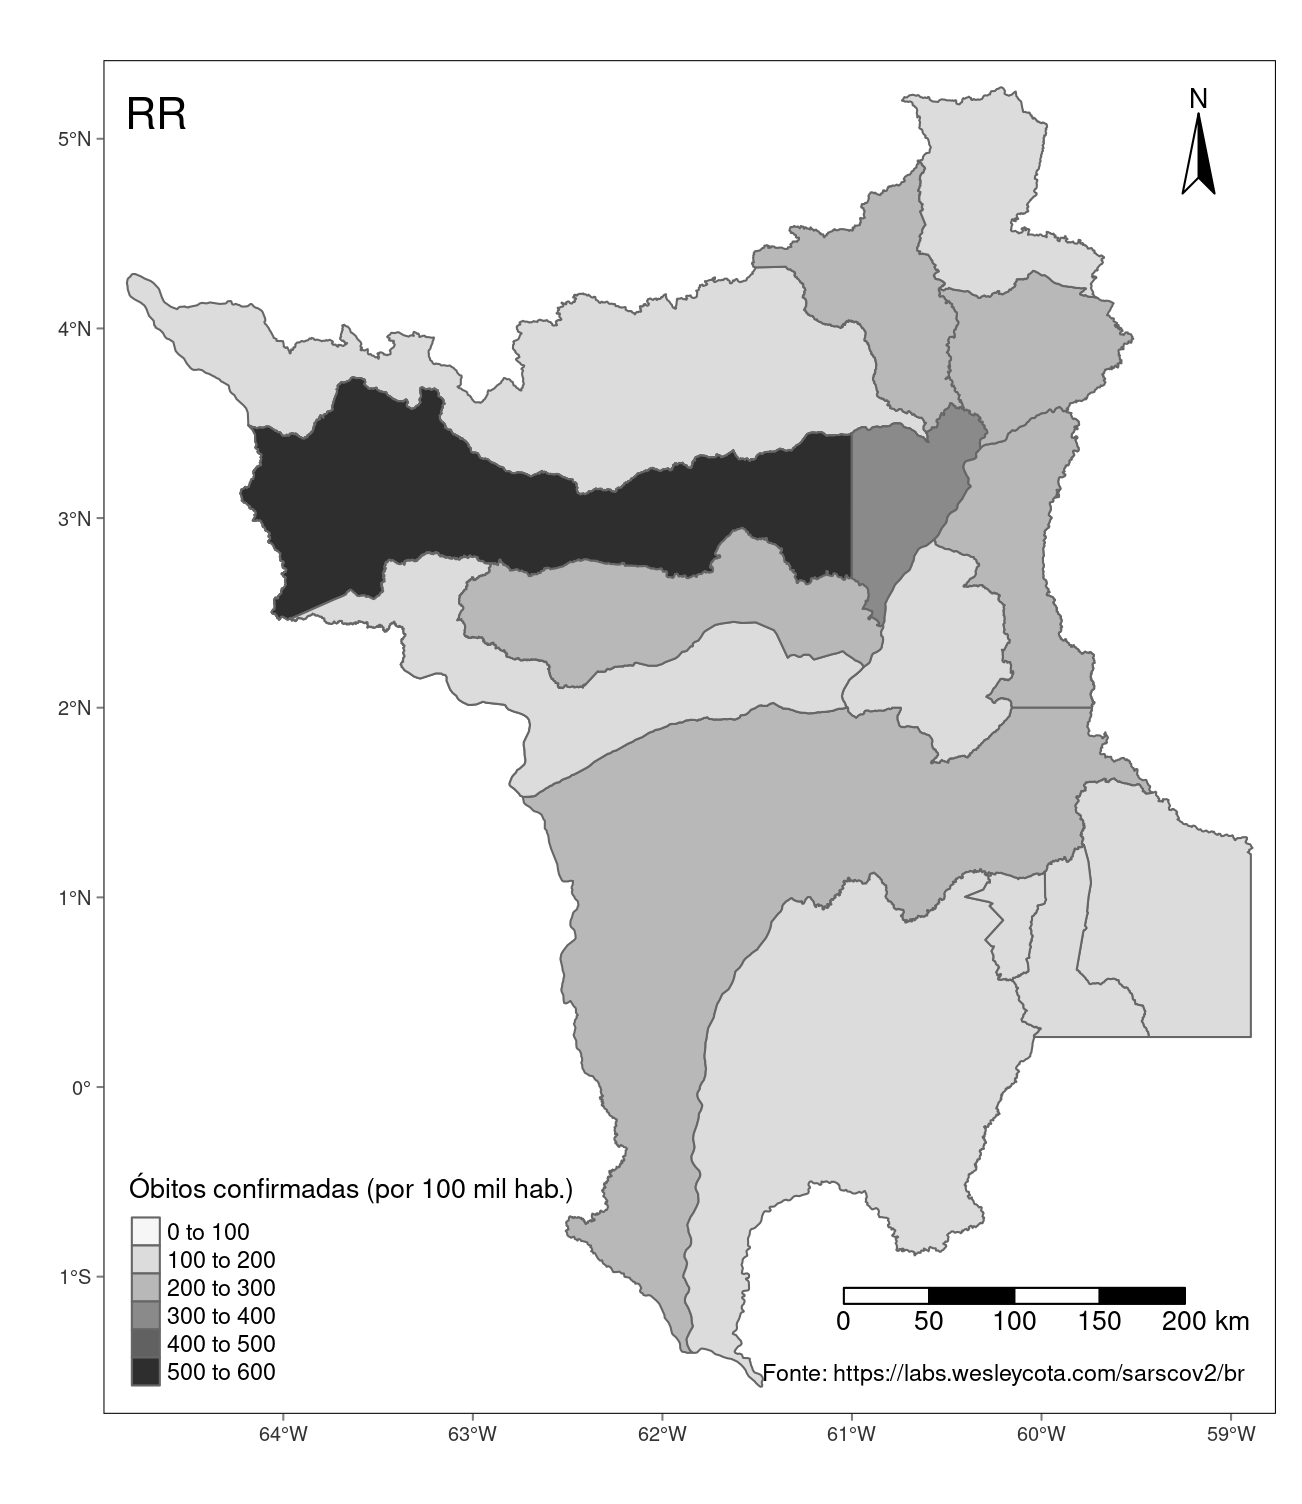 RR
N
5°N
4°N
3°N
2°N
1°N
0°
1°S
Óbitos confirmadas (por 100 mil hab.)
0 to 100
100 to 200
200 to 300
300 to 400
400 to 500
500 to 600
0 50 100 150 200 km
Fonte: https://labs.wesleycota.com/sarscov2/br
64°W 63°W 62°W 61°W 60°W 59°W